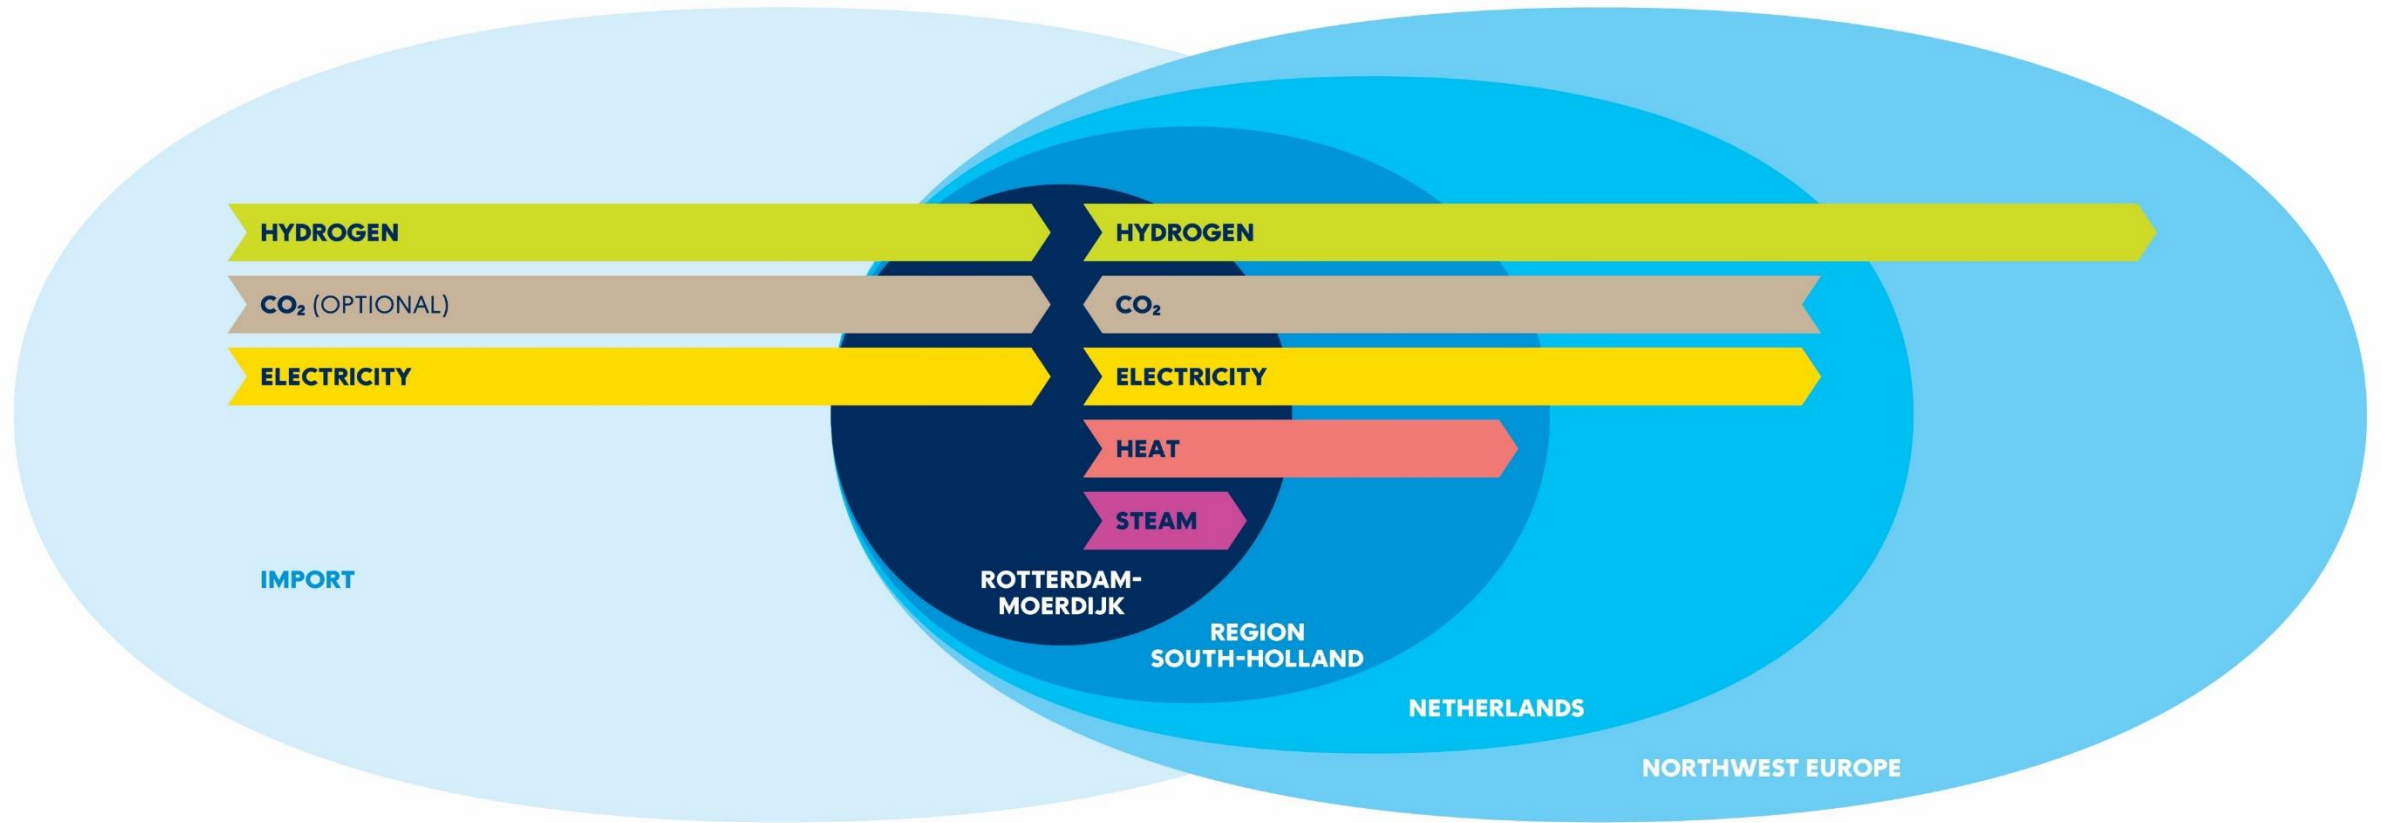 HYDROGEN
HYDROGEN
CO₂ (OPTIONAL)
CO₂
ELECTRICITY
ELECTRICITY
HEAT
STEAM
IMPORT
ROTTERDAM-
MOERDIJK
REGION
SOUTH-HOLLAND
NETHERLANDS
NORTHWEST EUROPE